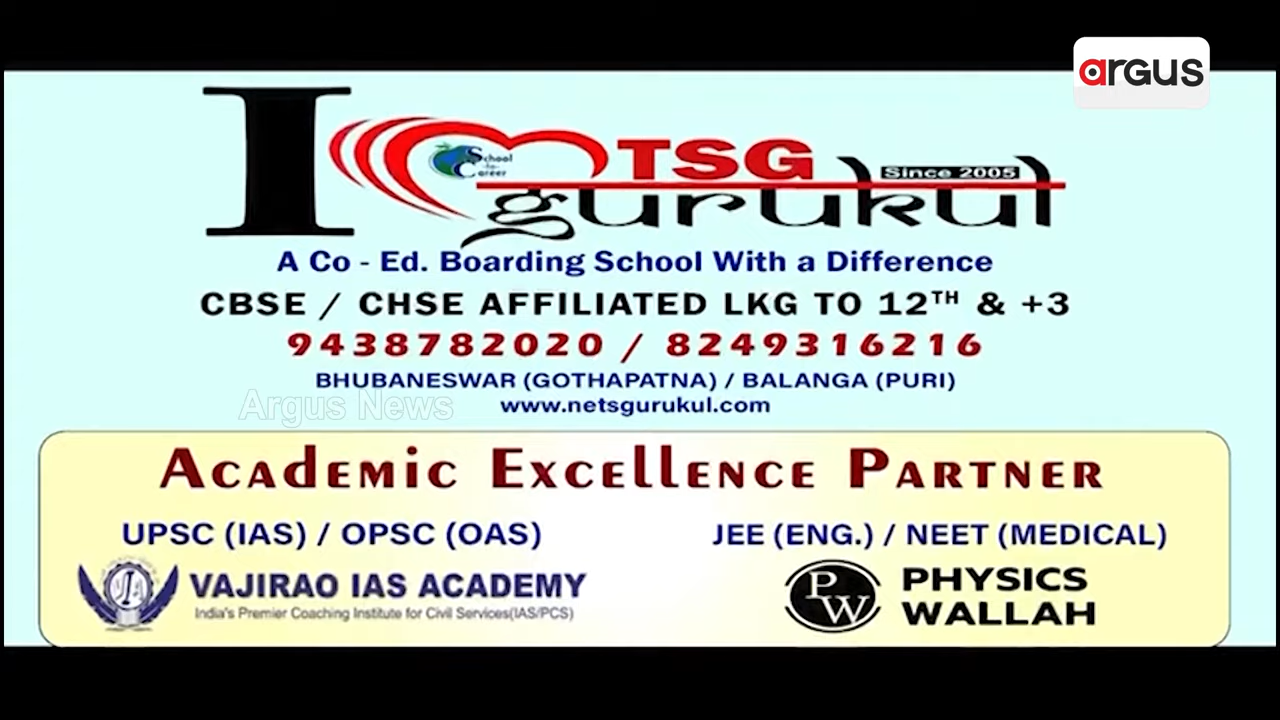 argus
I TSG
School
-to-
Career
Since 2005
gurukul
A Co - Ed. Boarding School With a Difference
CBSE / CHSE AFFILIATED LKG TO 12TH & +3
9438782020 / 8249316216
BHUBANESWAR (GOTHAPATNA) / BALANGA (PURI)
Argus News
www.netsgurukul.com
Academic Excellence Partner
UPSC (IAS) / OPSC (OAS)
VIA
VAJIRAO IAS ACADEMY
India's Premier Coaching Institute for Civil Services(IAS/PCS)
JEE (ENG.) / NEET (MEDICAL)
PW
PHYSICS
WALLAH